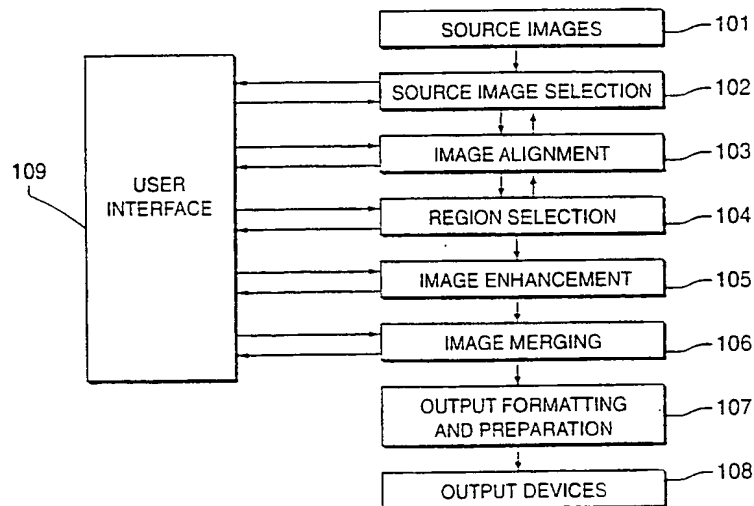 SOURCE IMAGES
101
SOURCE IMAGE SELECTION
102
IMAGE ALIGNMENT
103
109
USER
INTERFACE
REGION SELECTION
104
IMAGE ENHANCEMENT
105
IMAGE MERGING
106
OUTPUT FORMATTING
AND PREPARATION
107
OUTPUT DEVICES
108